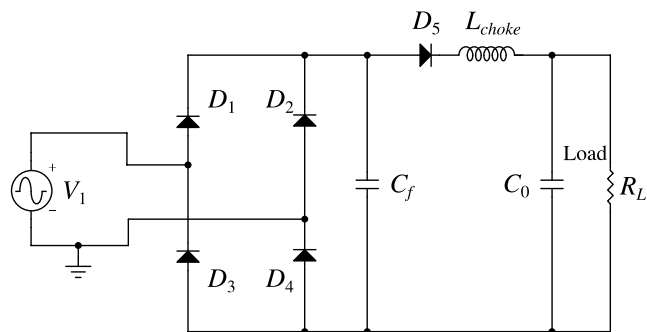 D5 Lchoke
D1 D2
+
V1
−
Cf C0 Load RL
D3 D4